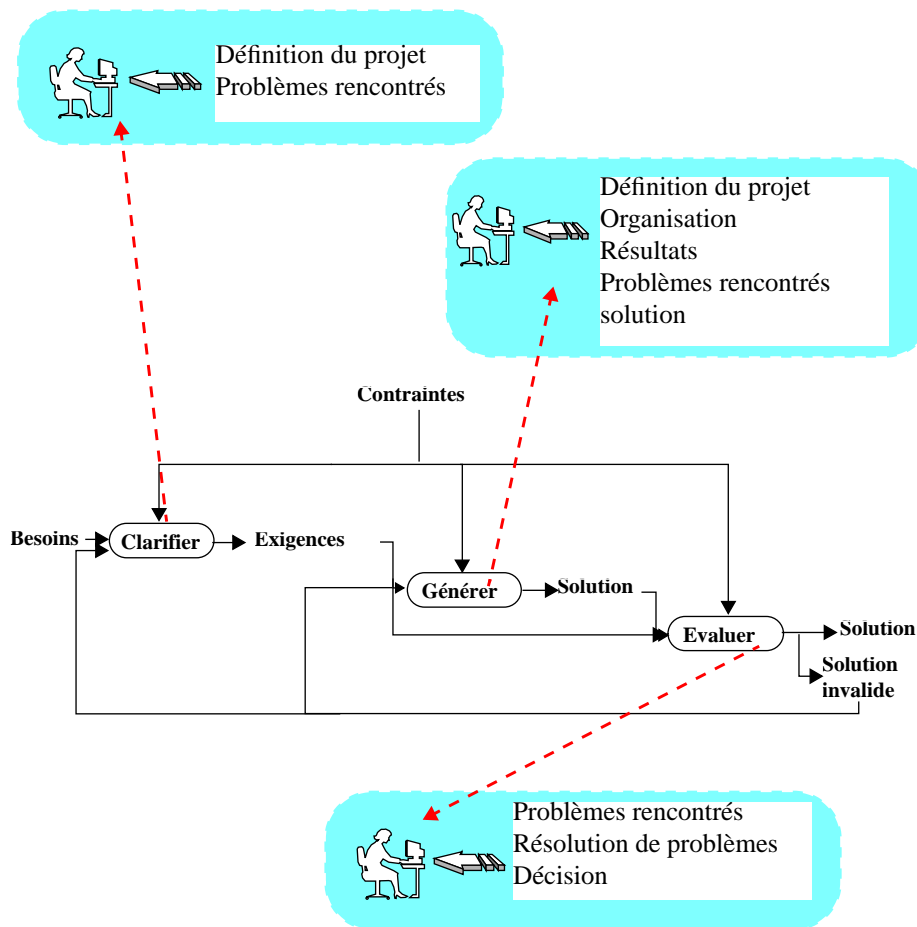 Définition du projet
Problèmes rencontrés
Définition du projet
Organisation
Résultats
Problèmes rencontrés
solution
Contraintes
Besoins
Clarifier
Exigences
Générer
Solution
Evaluer
Solution
Solution
invalide
Problèmes rencontrés
Résolution de problèmes
Décision